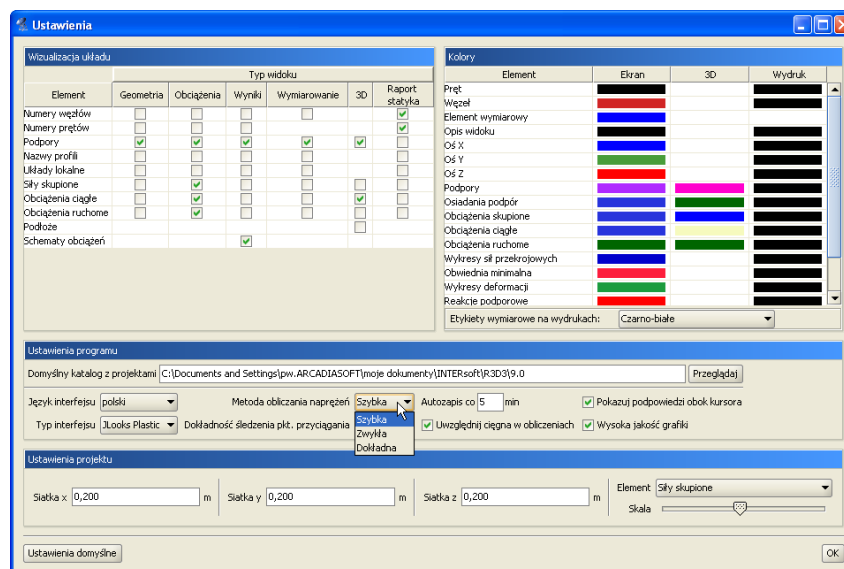 Ustawienia
Wizualizacja układu
Typ widoku
Element Geometria Obciążenia Wyniki Wymiarowanie 3D Raport statyka
Numery węzłów
Numery prętów
Podpory
Nazwy profili
Układy lokalne
Siły skupione
Obciążenia ciągłe
Obciążenia ruchome
Podłoże
Schematy obciążeń
Kolory
Element Ekran 3D Wydruk
Pręt
Węzeł
Element wymiarowy
Opis widoku
Oś X
Oś Y
Oś Z
Podpory
Osiadania podpór
Obciążenia skupione
Obciążenia ciągłe
Obciążenia ruchome
Wykresy sił przekrojowych
Obwiednia minimalna
Wykresy deformacji
Reakcje podporowe
Etykiety wymiarowe na wydrukach: Czarno-białe
Ustawienia programu
Domyślny katalog z projektami C:\Documents and Settings\pw.ARCADIASOFT\moje dokumenty\INTERsoft\R3D3\9.0 Przeglądaj
Język interfejsu polski Metoda obliczania naprężeń Szybka Autozapis co 5 min Pokazuj podpowiedzi obok kursora
Typ interfejsu JLooks Plastic Dokładność śledzenia pkt. przyciągania Szybka Uwzględnij cięgna w obliczeniach Wysoka jakość grafiki
Zwykła
Dokładna
Ustawienia projektu
Siatka x 0,200 m Siatka y 0,200 m Siatka z 0,200 m Element Siły skupione
Skala
Ustawienia domyślne OK